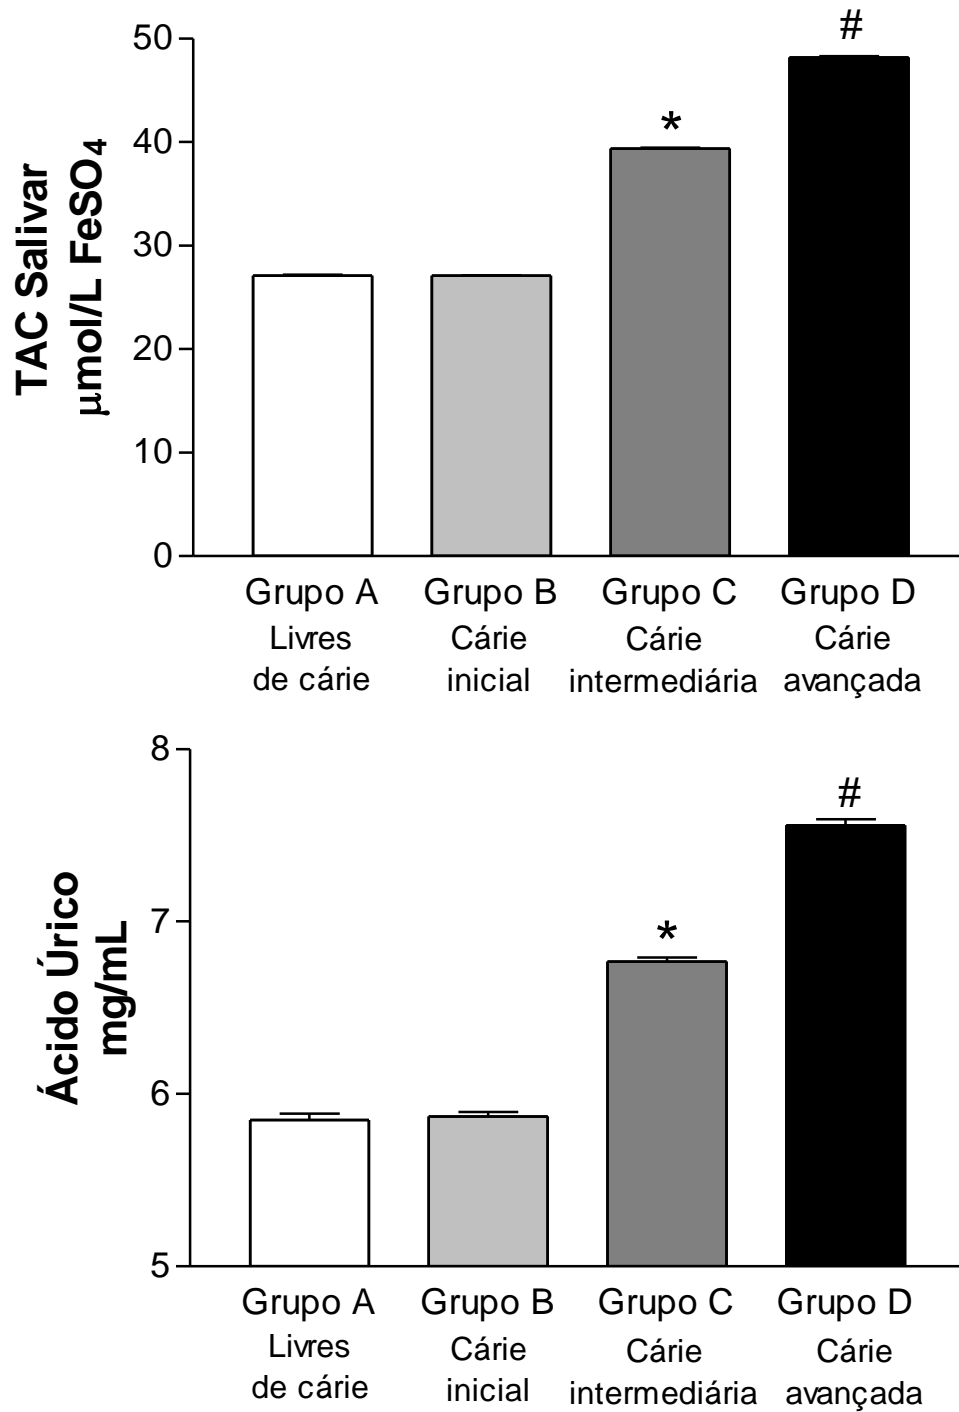 TAC Salivar
µmol/L FeSO4
50
40
30
20
10
0
*
#
Grupo A
Livres
de cárie
Grupo B
Cárie
inicial
Grupo C
Cárie
intermediária
Grupo D
Cárie
avançada
Ácido Úrico
mg/mL
8
7
6
5
*
#
Grupo A
Livres
de cárie
Grupo B
Cárie
inicial
Grupo C
Cárie
intermediária
Grupo D
Cárie
avançada